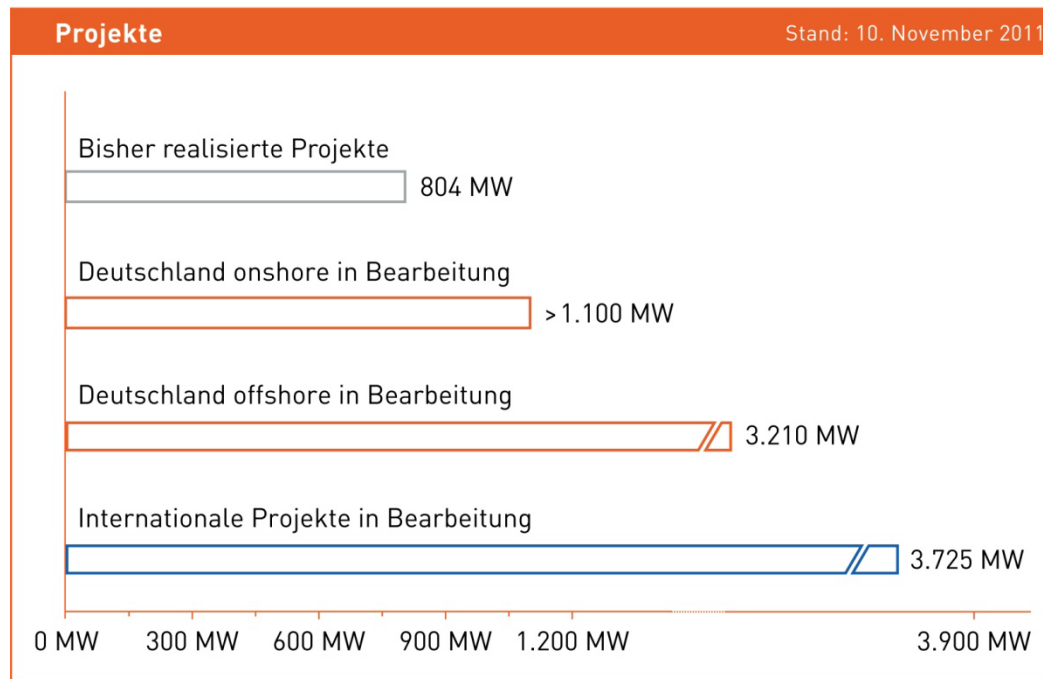 Projekte
Stand: 10. November 2011
Bisher realisierte Projekte
804 MW
Deutschland onshore in Bearbeitung
>1.100 MW
Deutschland offshore in Bearbeitung
3.210 MW
Internationale Projekte in Bearbeitung
3.725 MW
0 MW 300 MW 600 MW 900 MW 1.200 MW 3.900 MW